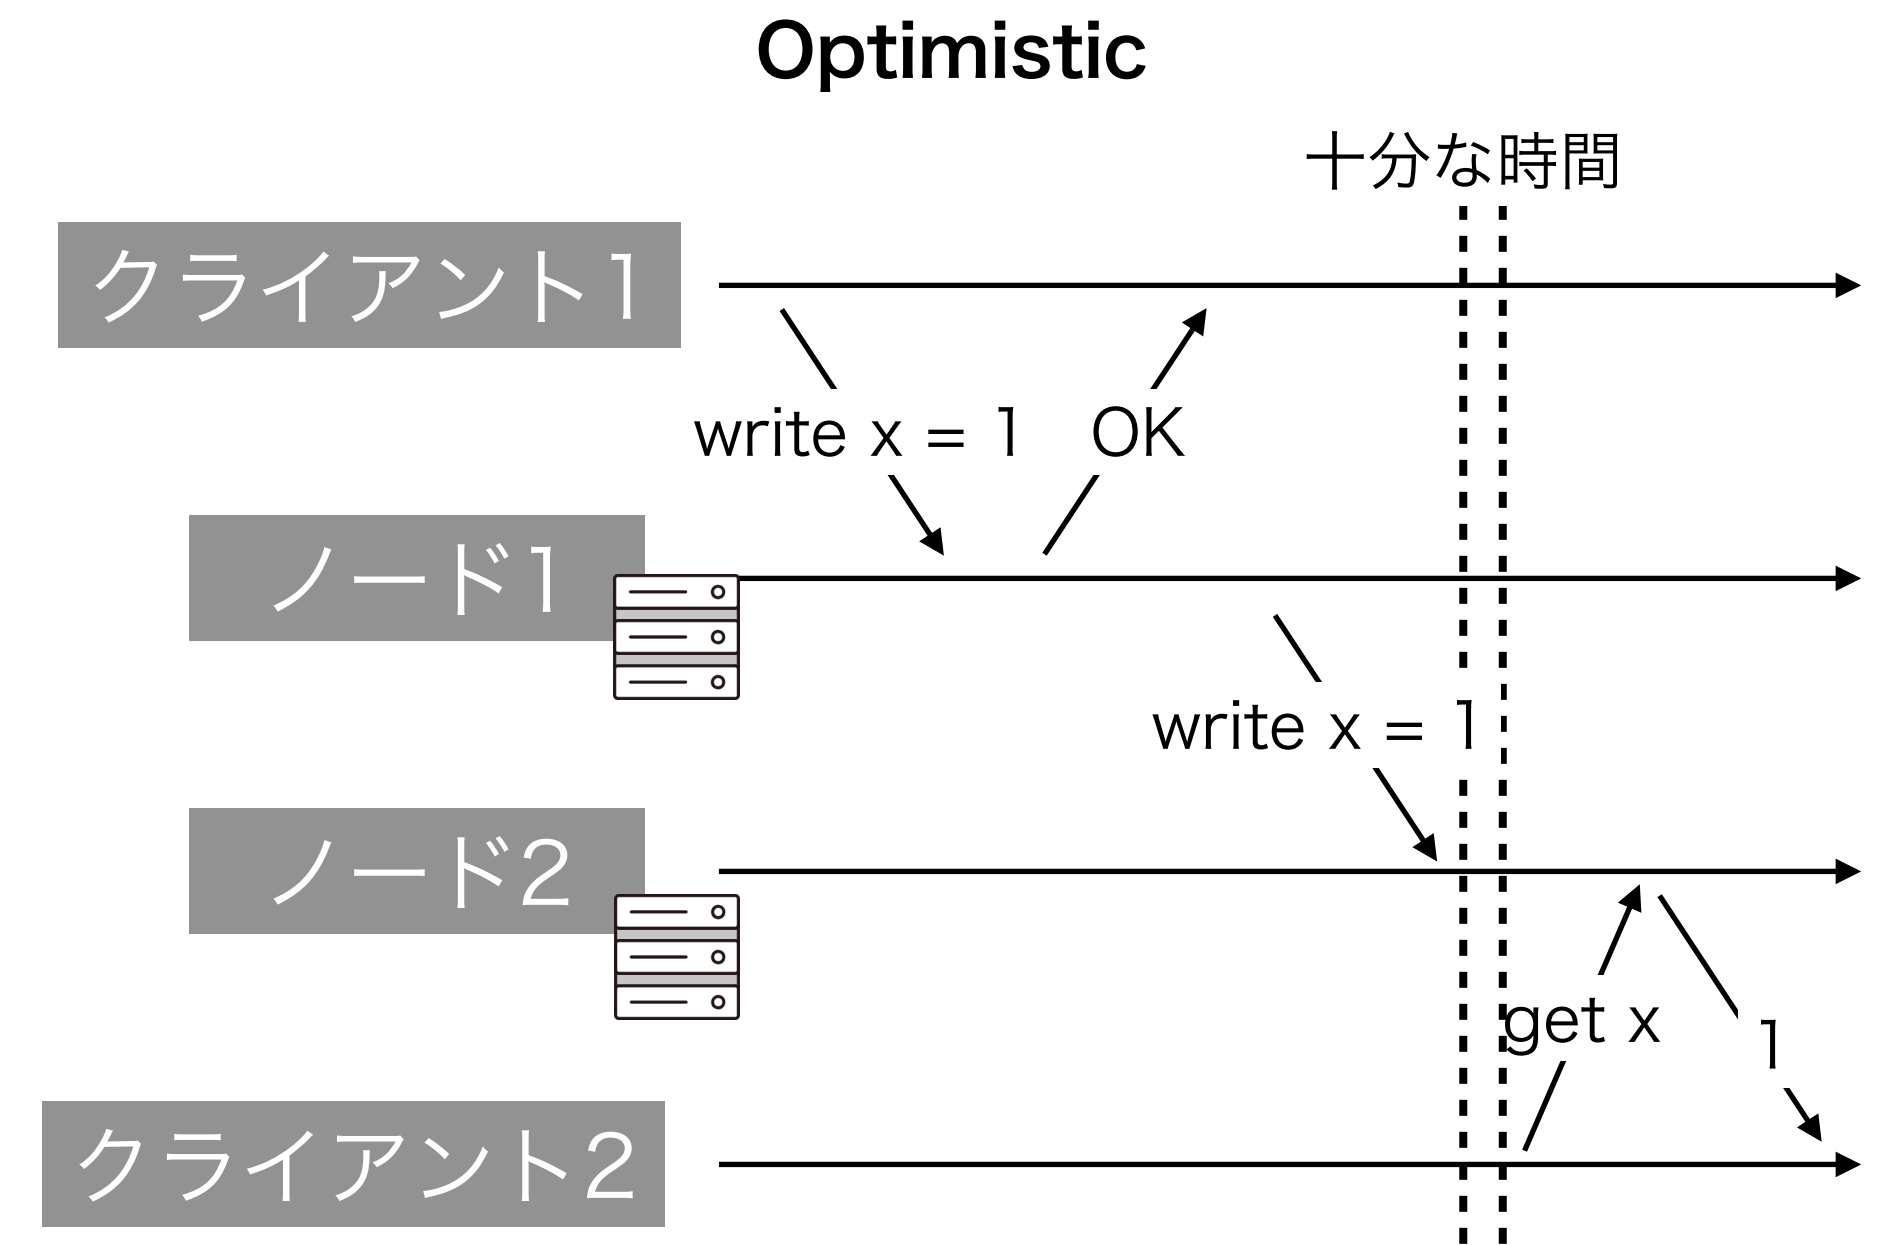 Optimistic
十分な時間
クライアント1
write x = 1
OK
ノード1
write x = 1
ノード2
get x
1
クライアント2